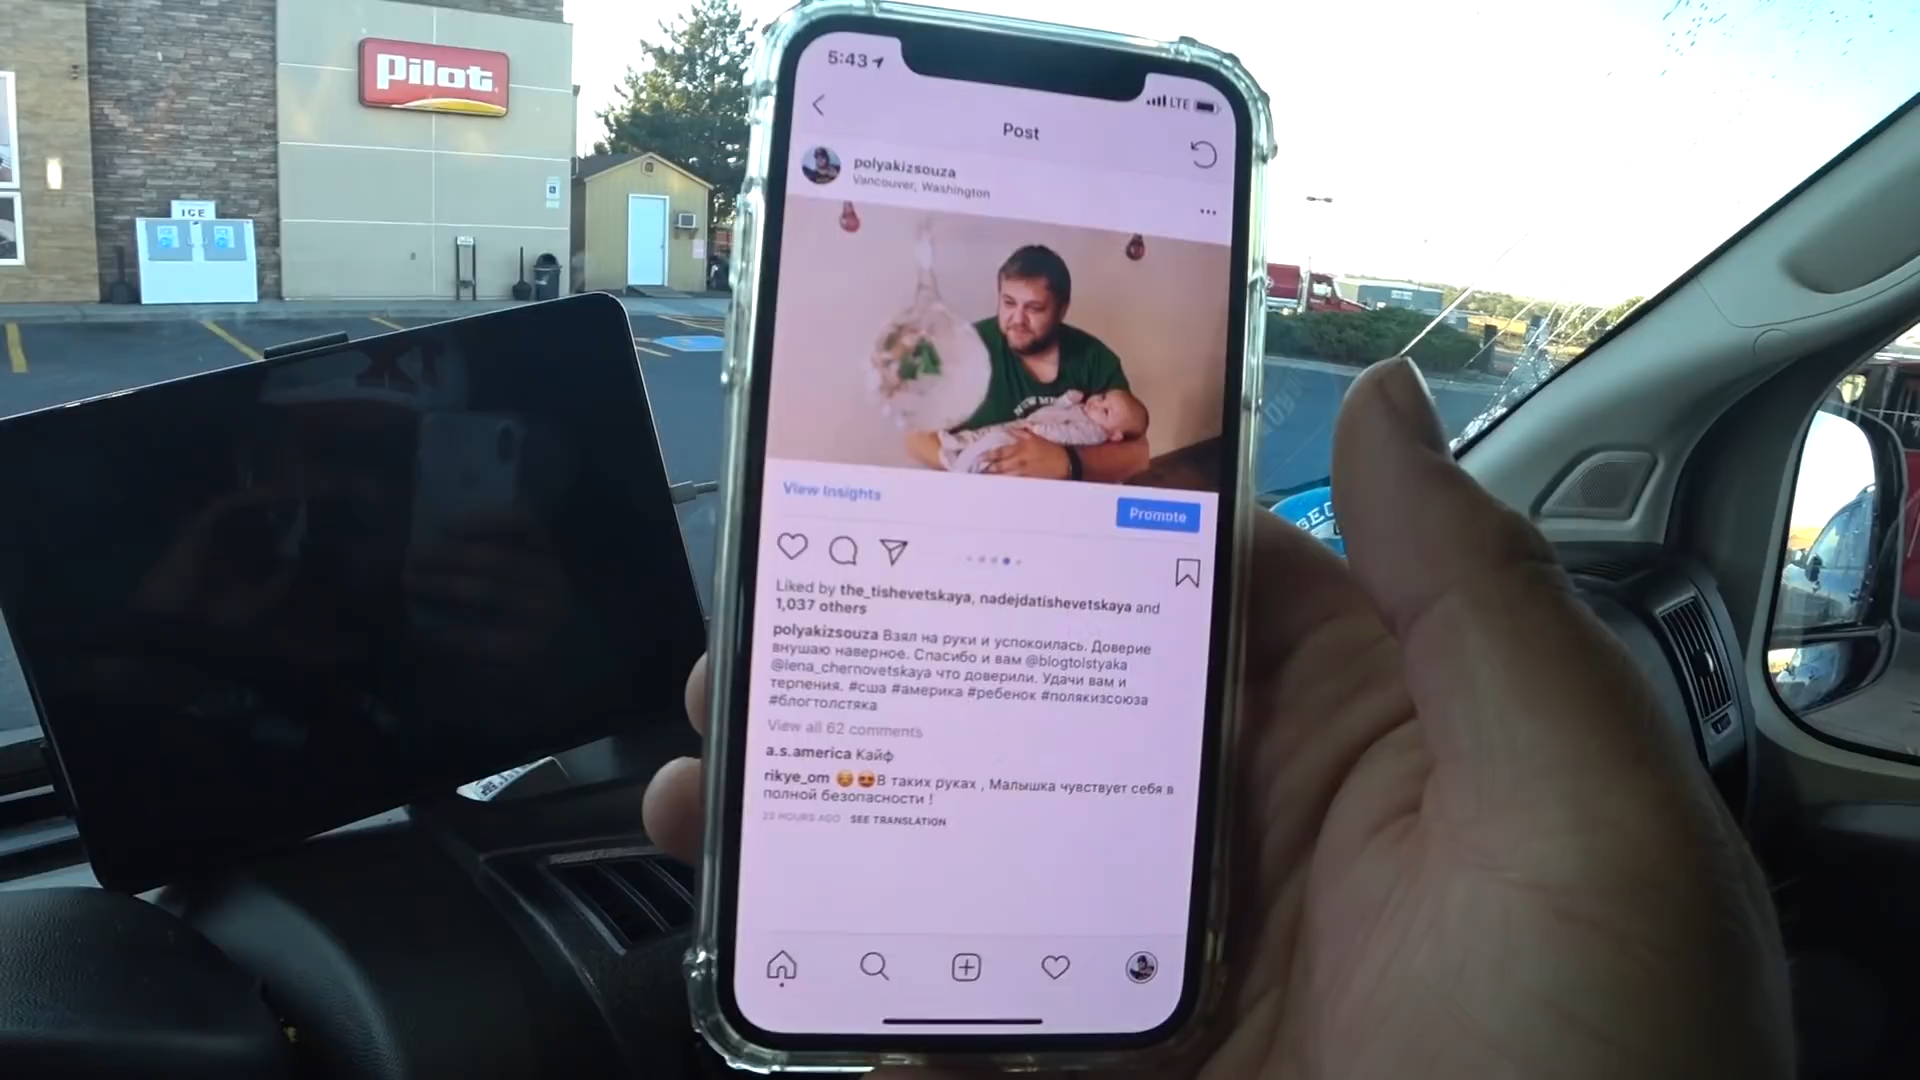 Pilot
ICE
5:43
LTE
Post
polyakizsouza
Vancouver, Washington
NEW
View Insights
Promote
Liked by the_tishevetskaya, nadejdatishevetskaya and
1,037 others
polyakizsouza Взял на руки и успокоилась. Доверие
внушаю наверное. Спасибо и вам @blogtolstyaka
@lena_chernovetskaya что доверили. Удачи вам и
терпения. #сша #америка #ребенок #полякизсоюза
#блогтолстяка
View all 62 comments
a.s.america Кайф
rikye_om ☺️😍В таких руках , Малышка чувствует себя в
полной безопасности !
HOURS AGO · SEE TRANSLATION